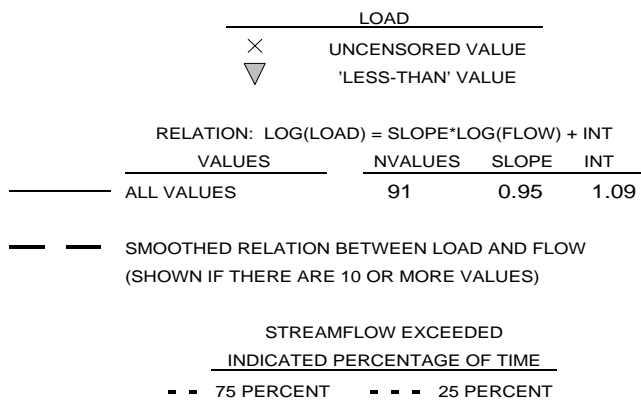 LOAD
UNCENSORED VALUE
'LESS-THAN' VALUE
RELATION: LOG(LOAD) = SLOPE*LOG(FLOW) + INT
VALUES NVALUES SLOPE INT
ALL VALUES 91 0.95 1.09
SMOOTHED RELATION BETWEEN LOAD AND FLOW
(SHOWN IF THERE ARE 10 OR MORE VALUES)
STREAMFLOW EXCEEDED
INDICATED PERCENTAGE OF TIME
75 PERCENT 25 PERCENT